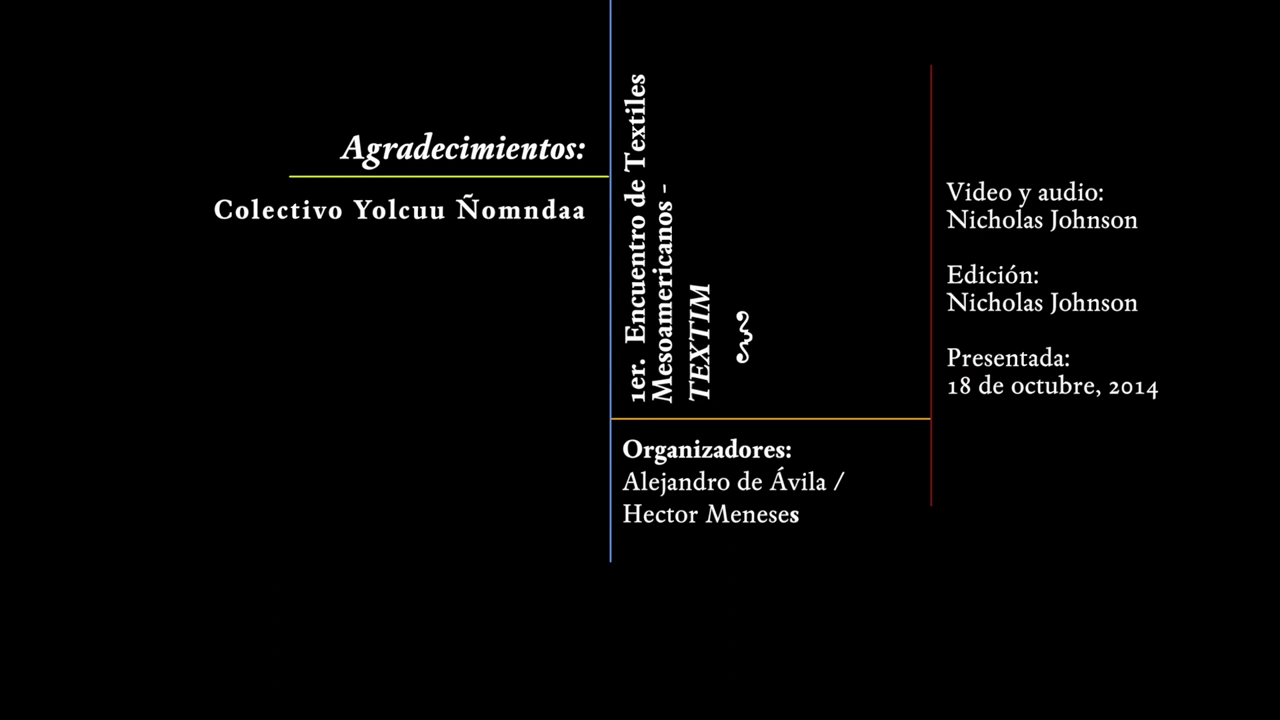 Agradecimientos:
Colectivo Yolcuu Ñomndaa
1er. Encuentro de Textiles
Mesoamericanos -
TEXTIM
Organizadores:
Alejandro de Ávila /
Hector Meneses
Video y audio:
Nicholas Johnson
Edición:
Nicholas Johnson
Presentada:
18 de octubre, 2014